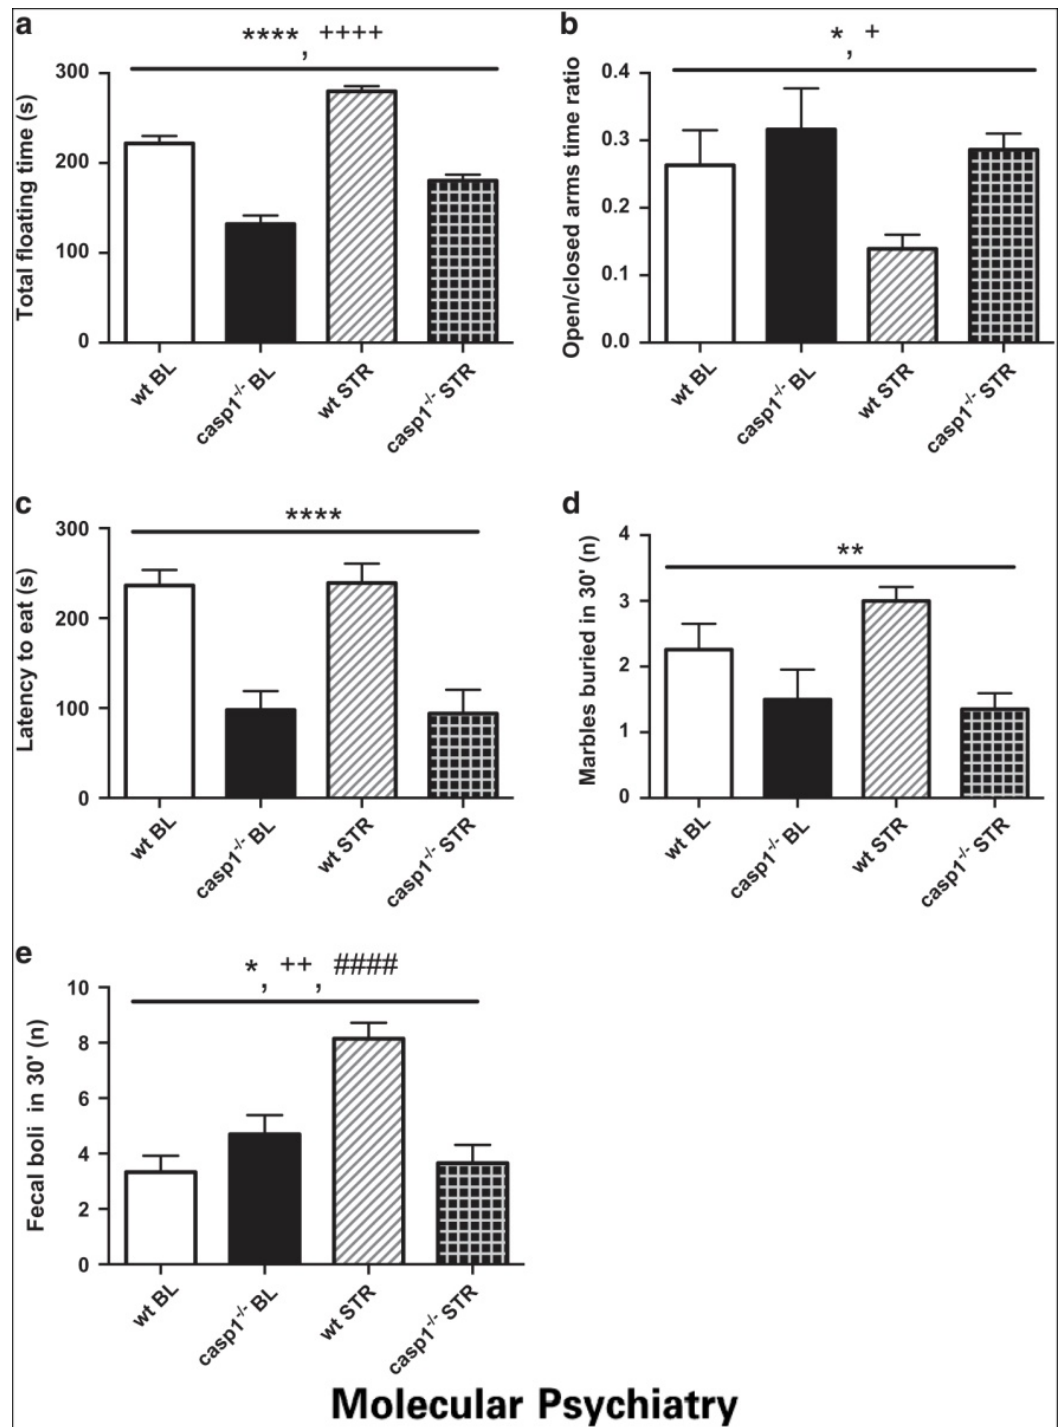 a
****, ++++
Total floating time (s)
300
200
100
0
wt BL
casp1-/- BL
wt STR
casp1-/- STR
b
*, +
Open/closed arms time ratio
0.4
0.3
0.2
0.1
0.0
wt BL
casp1-/- BL
wt STR
casp1-/- STR
c
****
Latency to eat (s)
300
200
100
0
wt BL
casp1-/- BL
wt STR
casp1-/- STR
d
**
Marbles buried in 30' (n)
4
3
2
1
0
wt BL
casp1-/- BL
wt STR
casp1-/- STR
e
*, ++, ####
Fecal boli in 30' (n)
10
8
6
4
2
0
wt BL
casp1-/- BL
wt STR
casp1-/- STR
Molecular Psychiatry